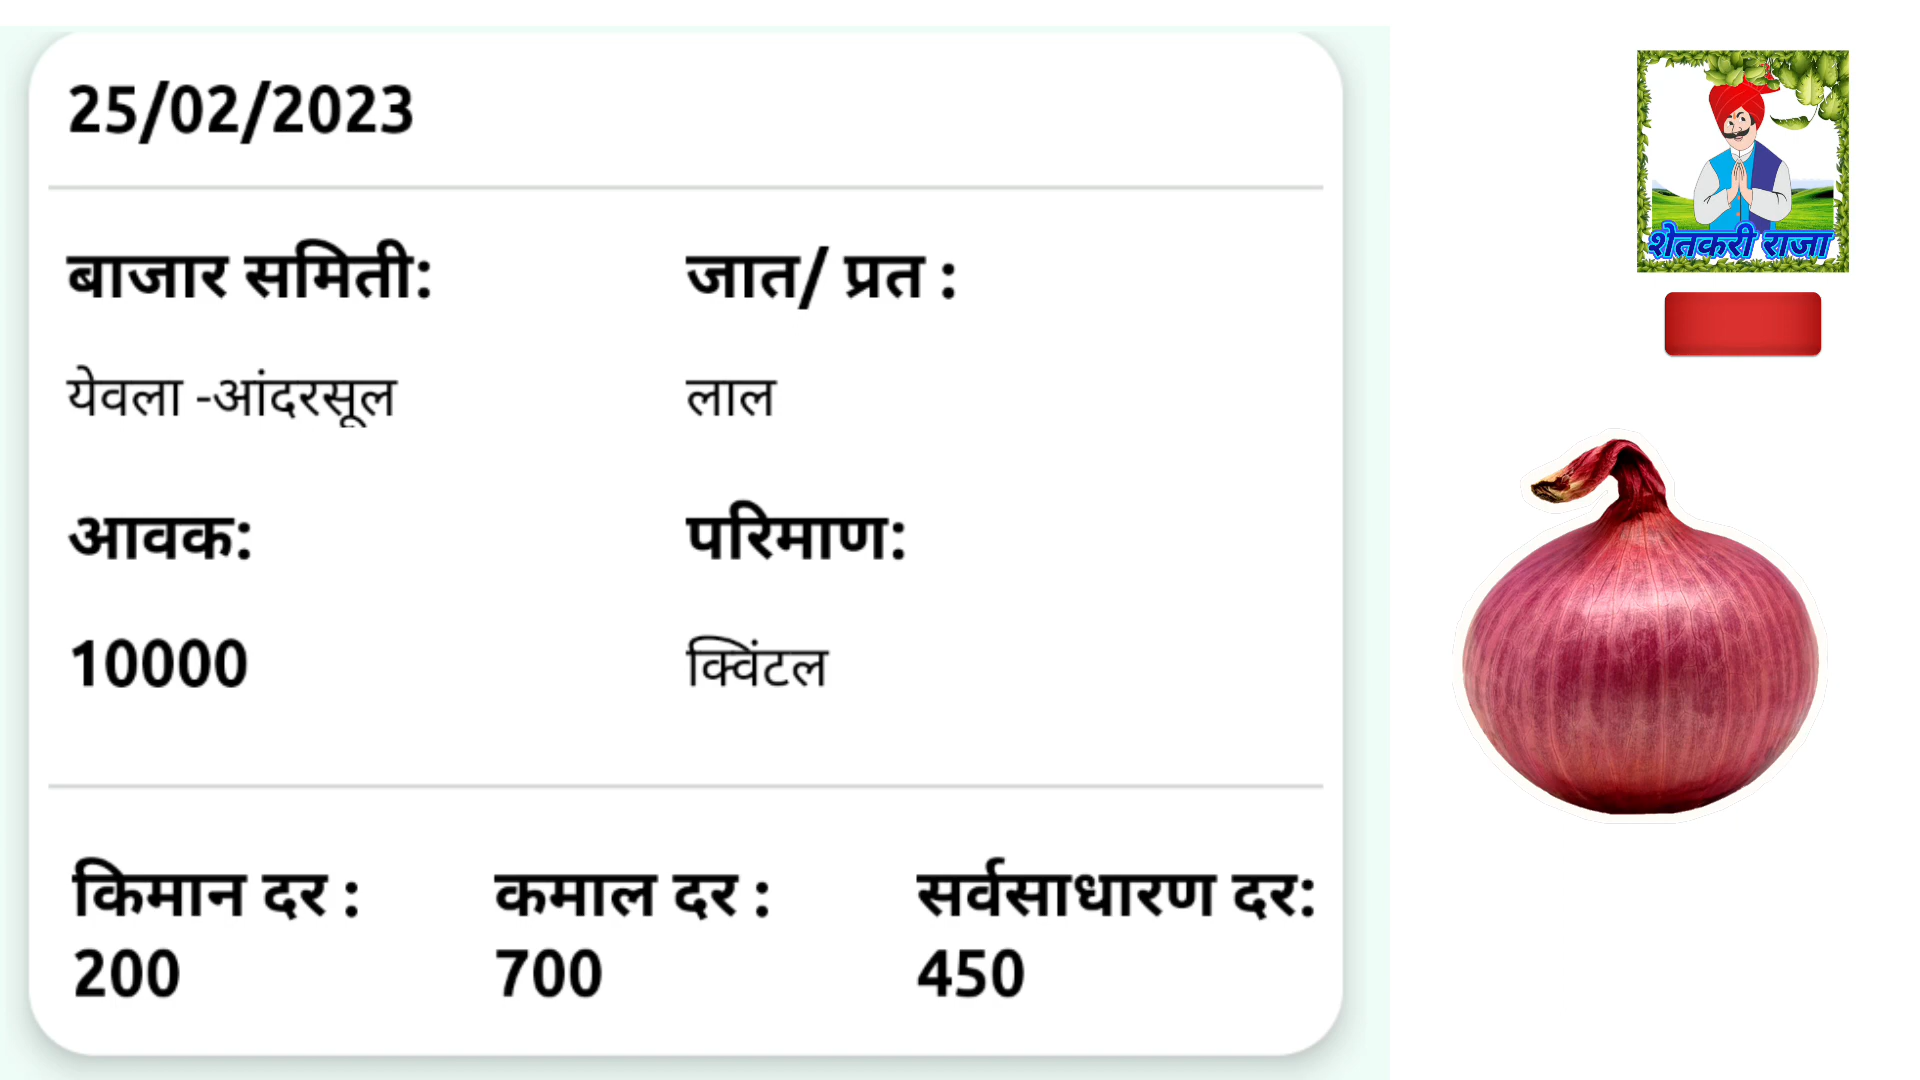 25/02/2023
बाजार समिती: जात/ प्रत :
येवला -आंदरसूल लाल
आवक: परिमाण:
10000 क्विंटल
किमान दर : कमाल दर : सर्वसाधारण दर:
200 700 450
शेतकरी राजा